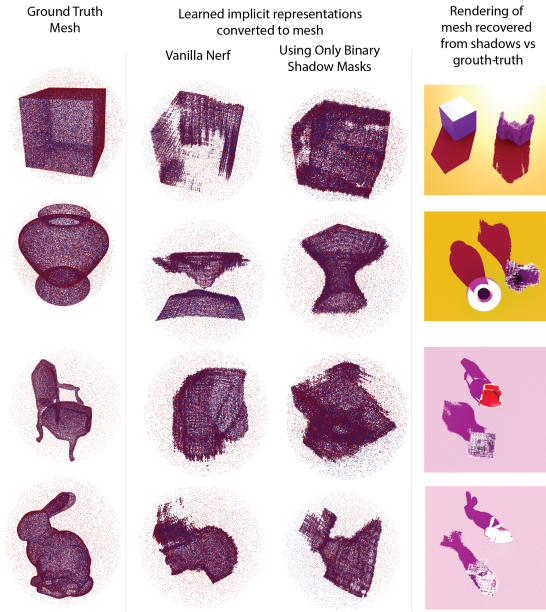 Ground Truth
Mesh
Learned implicit representations
converted to mesh
Vanilla Nerf
Using Only Binary
Shadow Masks
Rendering of
mesh recovered
from shadows vs
grouth-truth